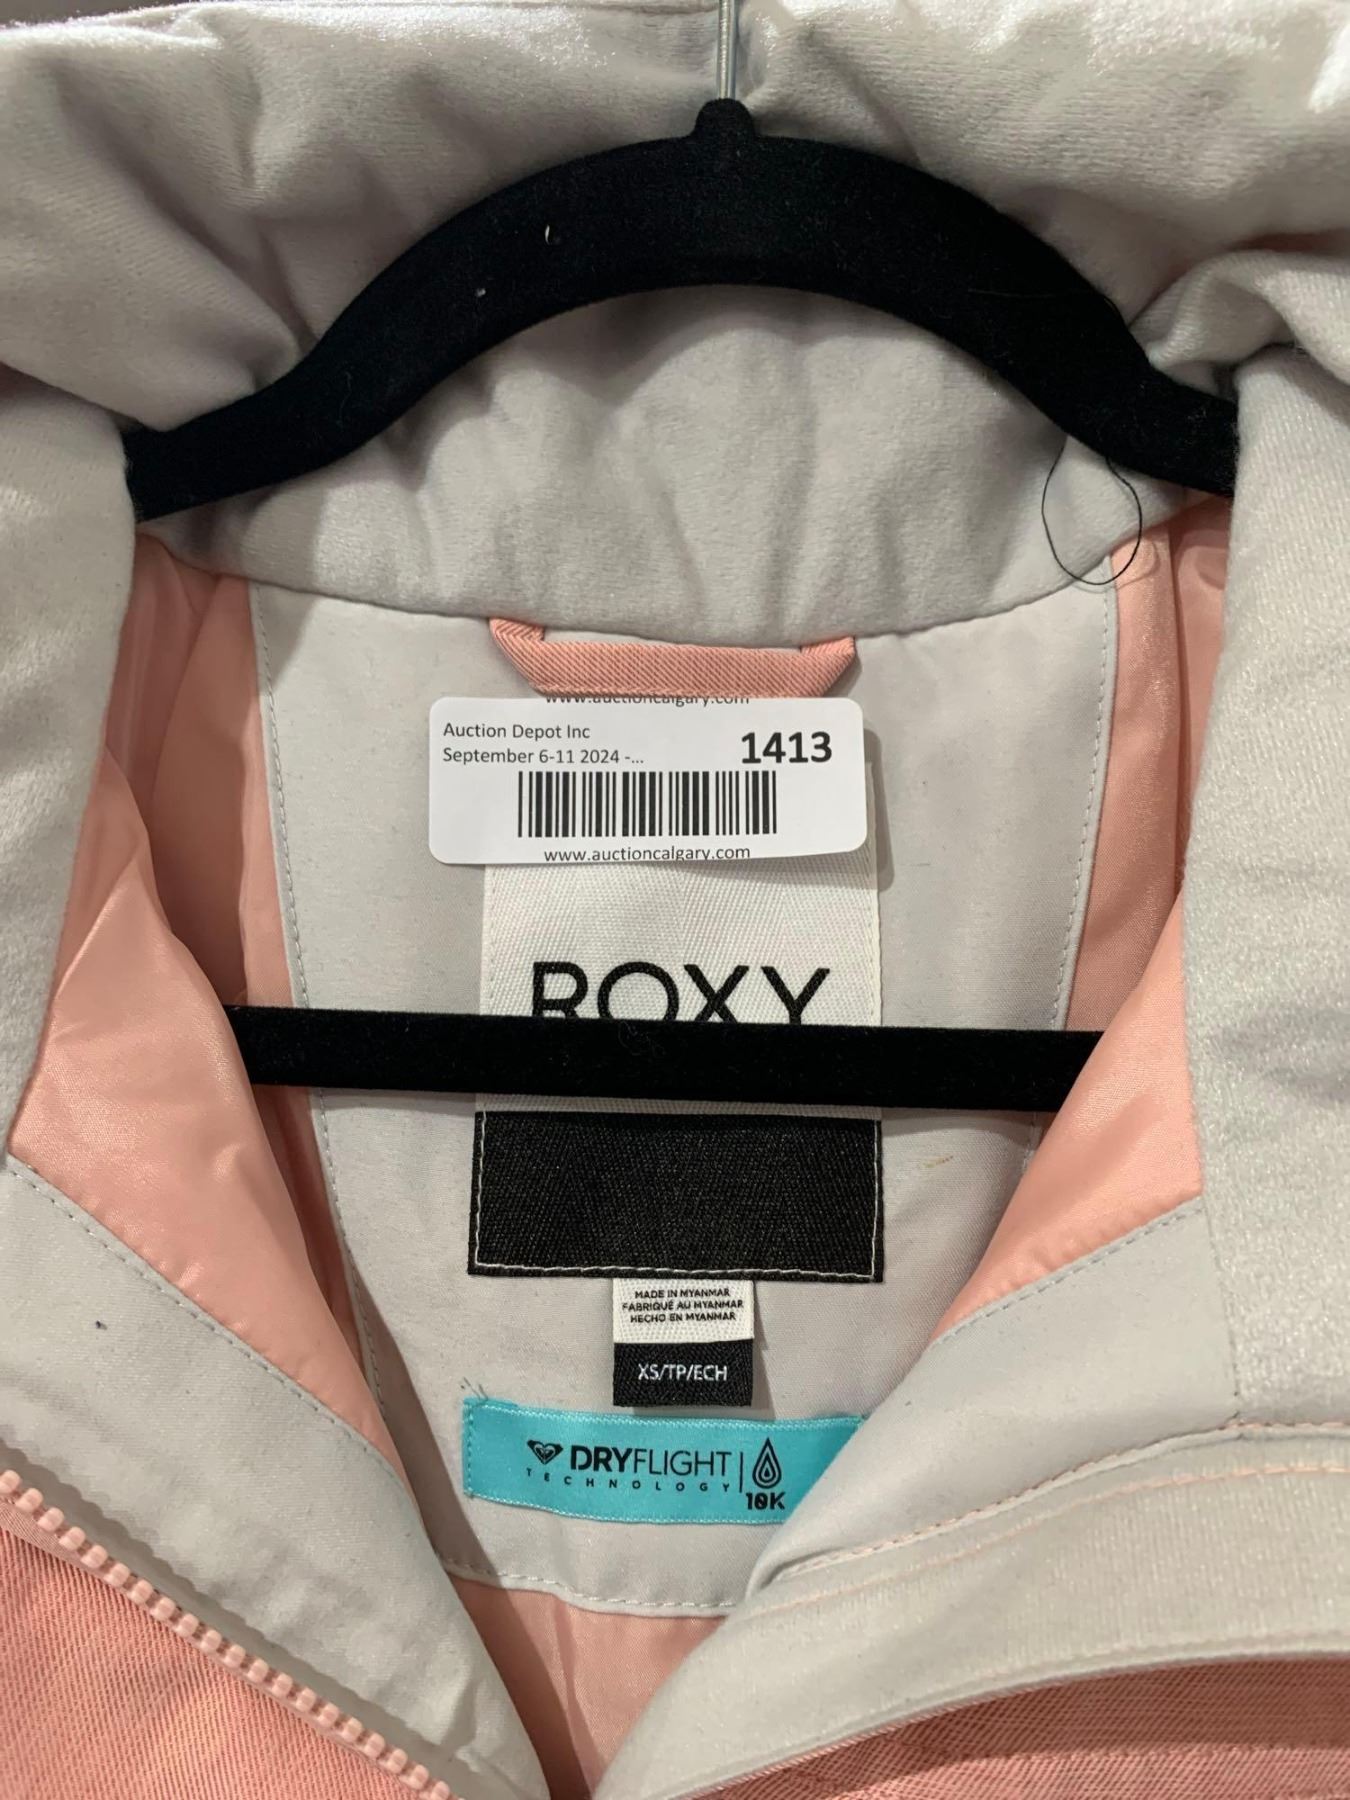 www.auctioncalgary.com
Auction Depot Inc
September 6-11 2024 -...
1413
www.auctioncalgary.com
ROXY
MADE IN MYANMAR
FABRIQUÉ AU MYANMAR
HECHO EN MYANMAR
XS/TP/ECH
DRYFLIGHT
TECHNOLOGY
10K